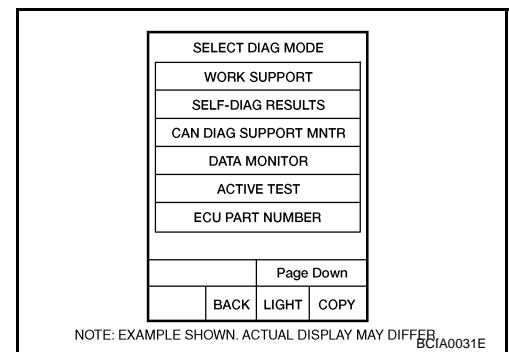 SELECT DIAG MODE
WORK SUPPORT
SELF-DIAG RESULTS
CAN DIAG SUPPORT MNTR
DATA MONITOR
ACTIVE TEST
ECU PART NUMBER
Page Down
BACK LIGHT COPY
NOTE: EXAMPLE SHOWN. ACTUAL DISPLAY MAY DIFFER.
BCIA0031E